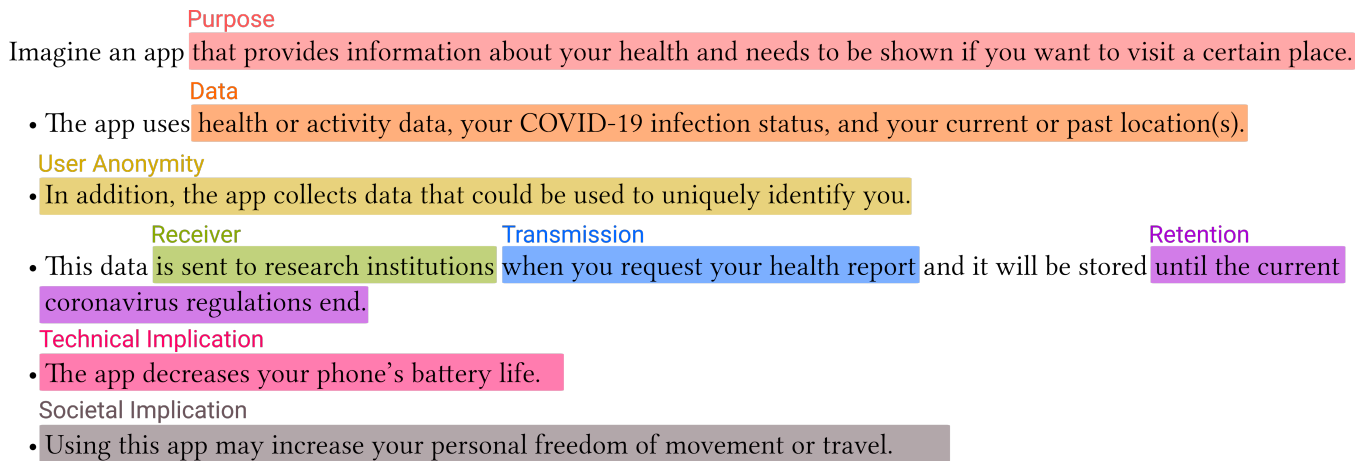 Purpose
Imagine an app that provides information about your health and needs to be shown if you want to visit a certain place.
Data
• The app uses health or activity data, your COVID-19 infection status, and your current or past location(s).
User Anonymity
• In addition, the app collects data that could be used to uniquely identify you.
Receiver Transmission Retention
• This data is sent to research institutions when you request your health report and it will be stored until the current
coronavirus regulations end.
Technical Implication
• The app decreases your phone's battery life.
Societal Implication
• Using this app may increase your personal freedom of movement or travel.